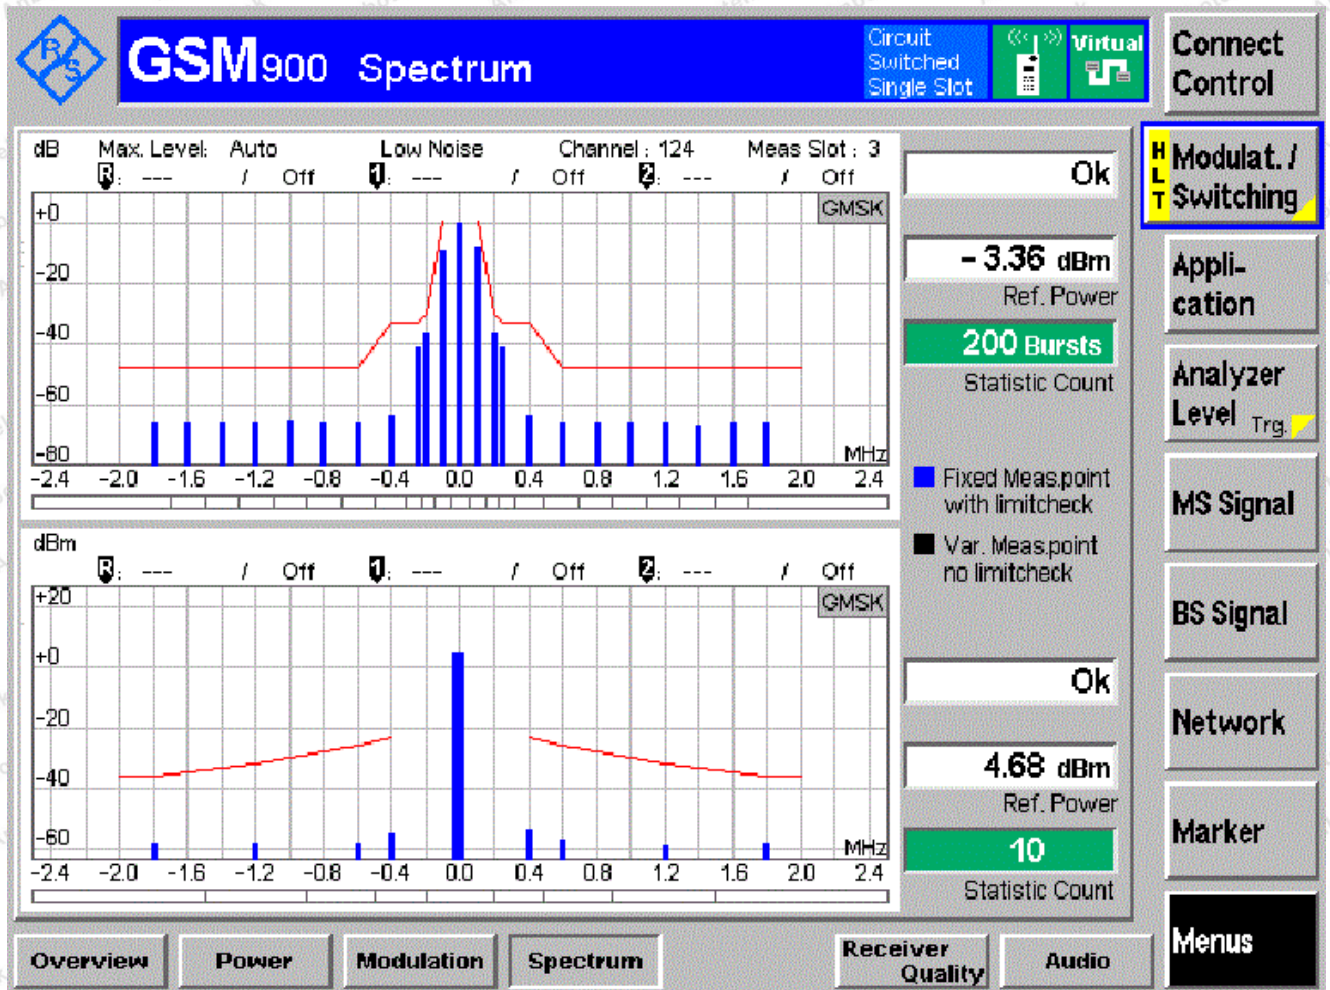 R S
GSM900 Spectrum
Circuit
Switched
Single Slot
Virtual
Connect
Control
dB Max. Level: Auto Low Noise Channel : 124 Meas Slot : 3
R : --- / Off 1 : --- / Off 2 : --- / Off
GMSK
+0
-20
-40
-60
-80
MHz
-2.4 -2.0 -1.6 -1.2 -0.8 -0.4 0.0 0.4 0.8 1.2 1.6 2.0 2.4
Ok
- 3.36 dBm
Ref. Power
200 Bursts
Statistic Count
Fixed Meas.point
with limitcheck
Var. Meas.point
no limitcheck
dBm
R : --- / Off 1 : --- / Off 2 : --- / Off
GMSK
+20
+0
-20
-40
-60
MHz
-2.4 -2.0 -1.6 -1.2 -0.8 -0.4 0.0 0.4 0.8 1.2 1.6 2.0 2.4
Ok
4.68 dBm
Ref. Power
10
Statistic Count
HLT
Modulat. /
Switching
Appli-
cation
Analyzer
Level Trg.
MS Signal
BS Signal
Network
Marker
Menus
Overview Power Modulation Spectrum Receiver
Quality Audio